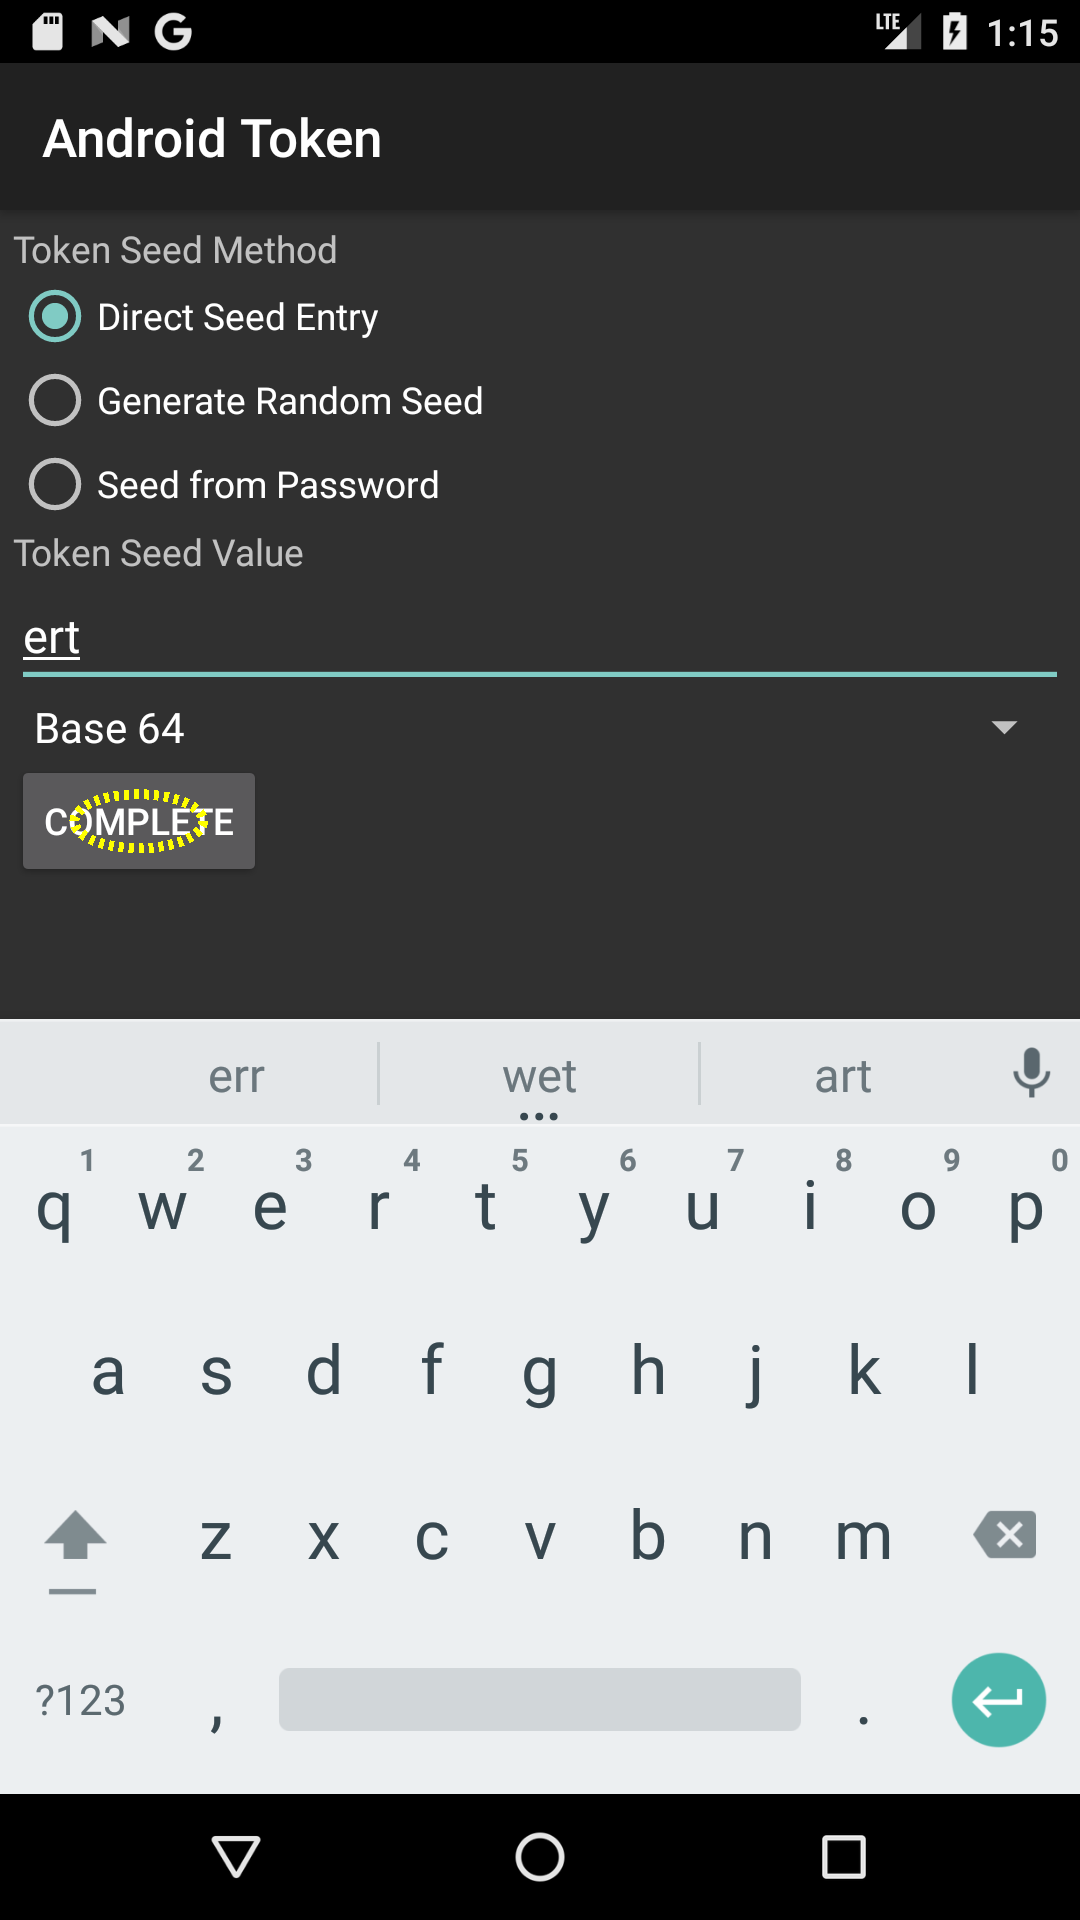 LTE 1:15
Android Token
Token Seed Method
Direct Seed Entry
Generate Random Seed
Seed from Password
Token Seed Value
ert
Base 64
COMPLETE
err wet art
1 2 3 4 5 6 7 8 9 0
q w e r t y u i o p
a s d f g h j k l
z x c v b n m
?123 , .